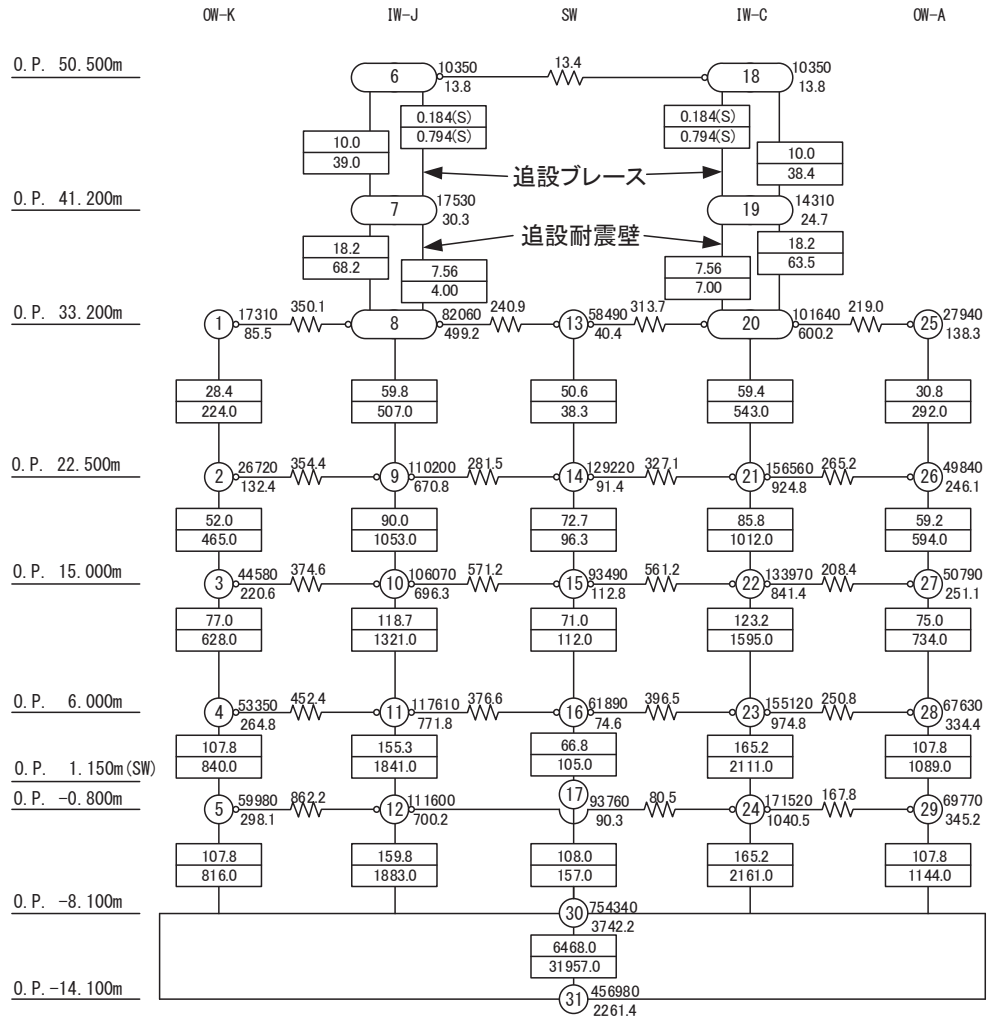 OW-K IW-J SW IW-C OW-A
O.P. 50.500m 6 10350 13.4 18 10350
13.8 13.8
0.184(S) 0.184(S)
0.794(S) 0.794(S)
10.0 10.0
39.0 38.4
追設ブレース
O.P. 41.200m 7 17530 19 14310
30.3 24.7
追設耐震壁
18.2 18.2
68.2 63.5
7.56 7.56
4.00 7.00
O.P. 33.200m 1 17310 350.1 8 82060 240.9 13 58490 313.7 20 101640 219.0 25 27940
85.5 499.2 40.4 600.2 138.3
28.4 59.8 50.6 59.4 30.8
224.0 507.0 38.3 543.0 292.0
O.P. 22.500m 2 26720 354.4 9 110200 281.5 14 129220 327.1 21 156560 265.2 26 49840
132.4 670.8 91.4 924.8 246.1
52.0 90.0 72.7 85.8 59.2
465.0 1053.0 96.3 1012.0 594.0
O.P. 15.000m 3 44580 374.6 10 106070 571.2 15 93490 561.2 22 133970 208.4 27 50790
220.6 696.3 112.8 841.4 251.1
77.0 118.7 71.0 123.2 75.0
628.0 1321.0 112.0 1595.0 734.0
O.P. 6.000m 4 53350 452.4 11 117610 376.6 16 61890 396.5 23 155120 250.8 28 67630
264.8 771.8 74.6 974.8 334.4
107.8 155.3 66.8 165.2 107.8
840.0 1841.0 105.0 2111.0 1089.0
O.P. 1.150m(SW)
O.P. -0.800m 5 59980 862.2 12 111600 17 93760 80.5 24 171520 167.8 29 69770
298.1 700.2 90.3 1040.5 345.2
107.8 159.8 108.0 165.2 107.8
816.0 1883.0 157.0 2161.0 1144.0
O.P. -8.100m 30 754340
3742.2
6468.0
31957.0
O.P.-14.100m 31 456980
2261.4